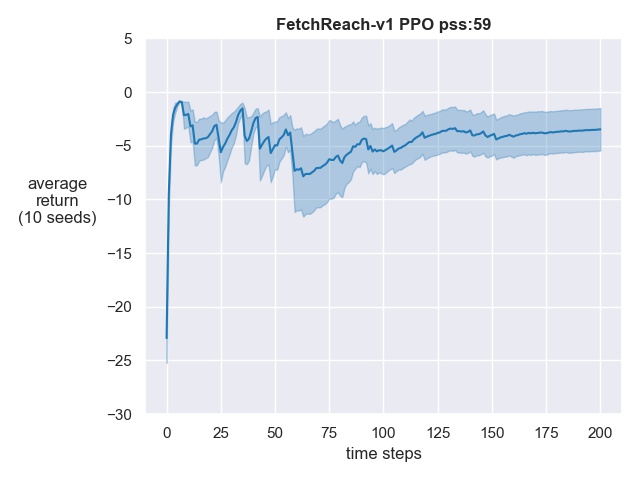 FetchReach-v1 PPO pss:59
5
0
−5
−10
−15
−20
−25
−30
average
return
(10 seeds)
0 25 50 75 100 125 150 175 200
time steps